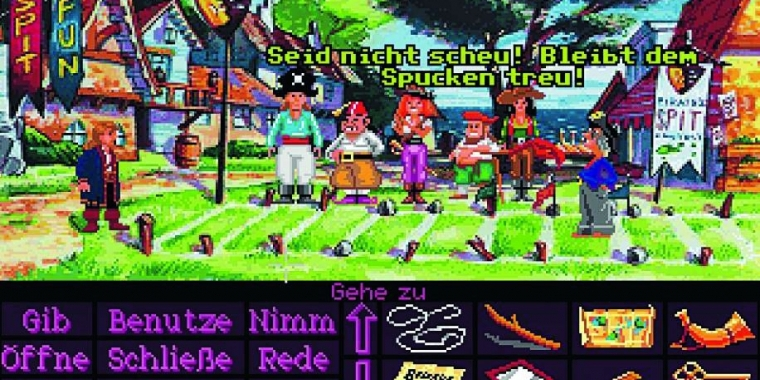 SPIT
FUN
Seid nicht scheu! Bleibt dem
Spucken treu!
SPIT
Gehe zu
Gib
Benutze
Nimm
Öffne
Schließe
Rede